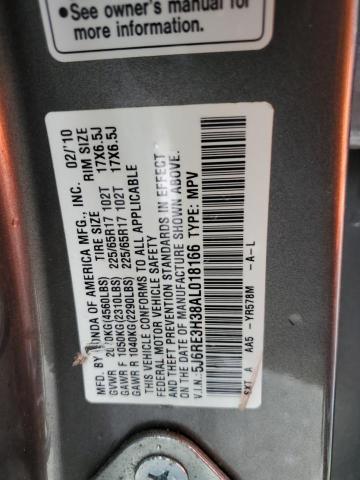 •See owner's manual for
more information.
MFD. BY HONDA OF AMERICA MFG., INC. 02/'10
TIRE SIZE RIM SIZE
GVWR (4560LBS)
GAWR F 1050KG(2310LBS) 225/65R17 102T 17X6.5J
GAWR R 1040KG(2290LBS) 225/65R17 102T 17X6.5J
THIS VEHICLE CONFORMS TO ALL APPLICABLE
FEDERAL MOTOR VEHICLE SAFETY
AND THEFT PREVENTION STANDARDS IN EFFECT
ON THE DATE OF MANUFACTURE SHOWN ABOVE.
V.I.N: 5J6RE3H38AL018166 TYPE: MPV
SXT A AA5 - YR578M - A - L